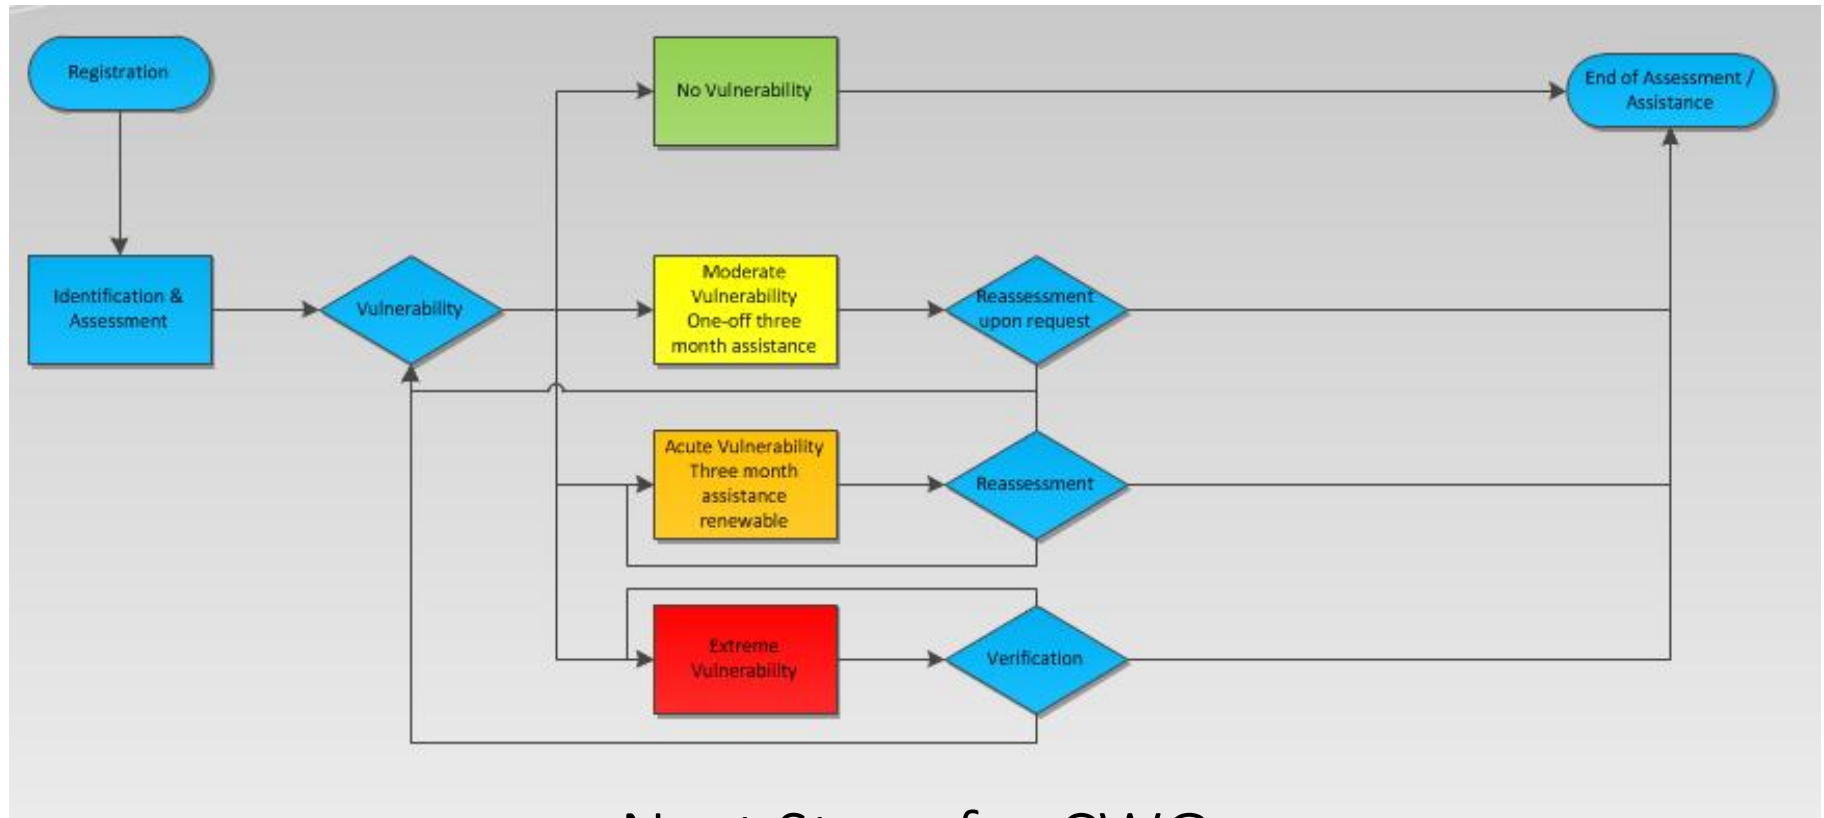 Registration
No Vulnerability
End of Assessment /
Assistance
Identification &
Assessment
Vulnerability
Moderate
Vulnerability
One-off three
month assistance
Reassessment
upon request
Acute Vulnerability
Three month
assistance
renewable
Reassessment
Extreme
Vulnerability
Verification